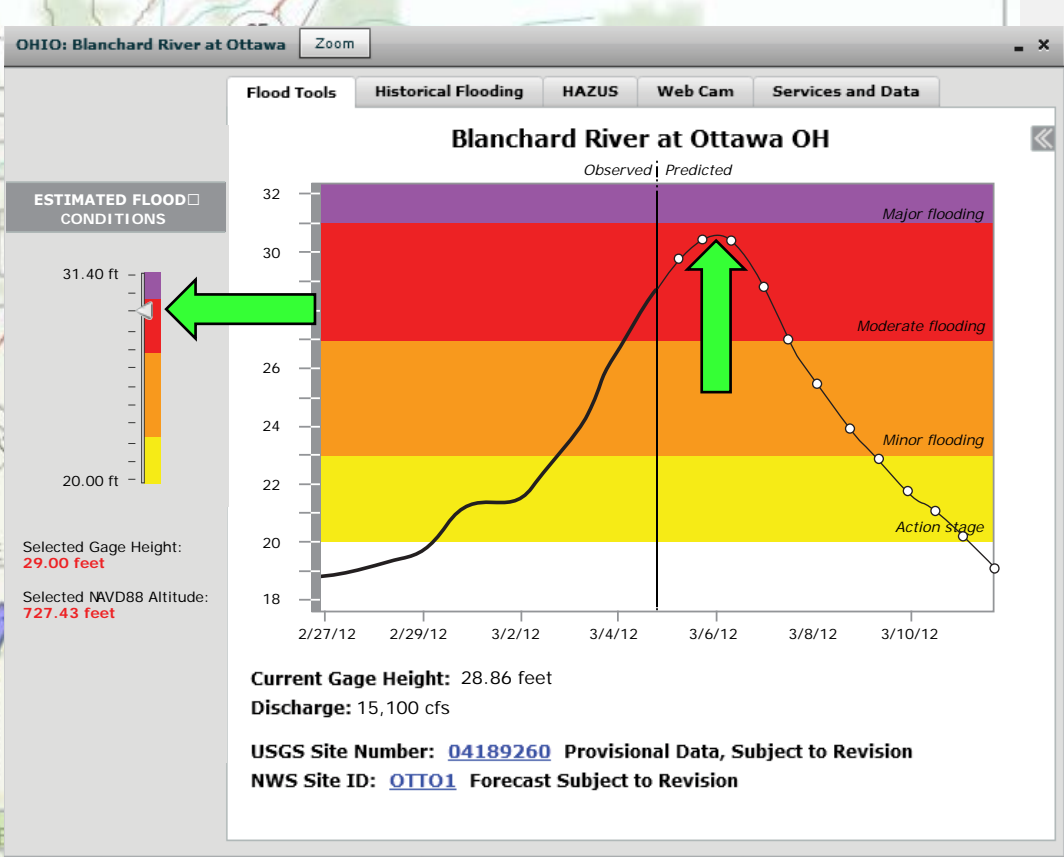 OHIO: Blanchard River at Ottawa
Zoom
Flood Tools
Historical Flooding
HAZUS
Web Cam
Services and Data
Blanchard River at Ottawa OH
Observed
Predicted
ESTIMATED FLOOD
CONDITIONS
31.40 ft
20.00 ft
Selected Gage Height:
29.00 feet
Selected NAVD88 Altitude:
727.43 feet
32
30
26
24
22
20
18
Major flooding
Moderate flooding
Minor flooding
Action stage
2/27/12
2/29/12
3/2/12
3/4/12
3/6/12
3/8/12
3/10/12
Current Gage Height: 28.86 feet
Discharge: 15,100 cfs
USGS Site Number: 04189260 Provisional Data, Subject to Revision
NWS Site ID: OTTO1 Forecast Subject to Revision